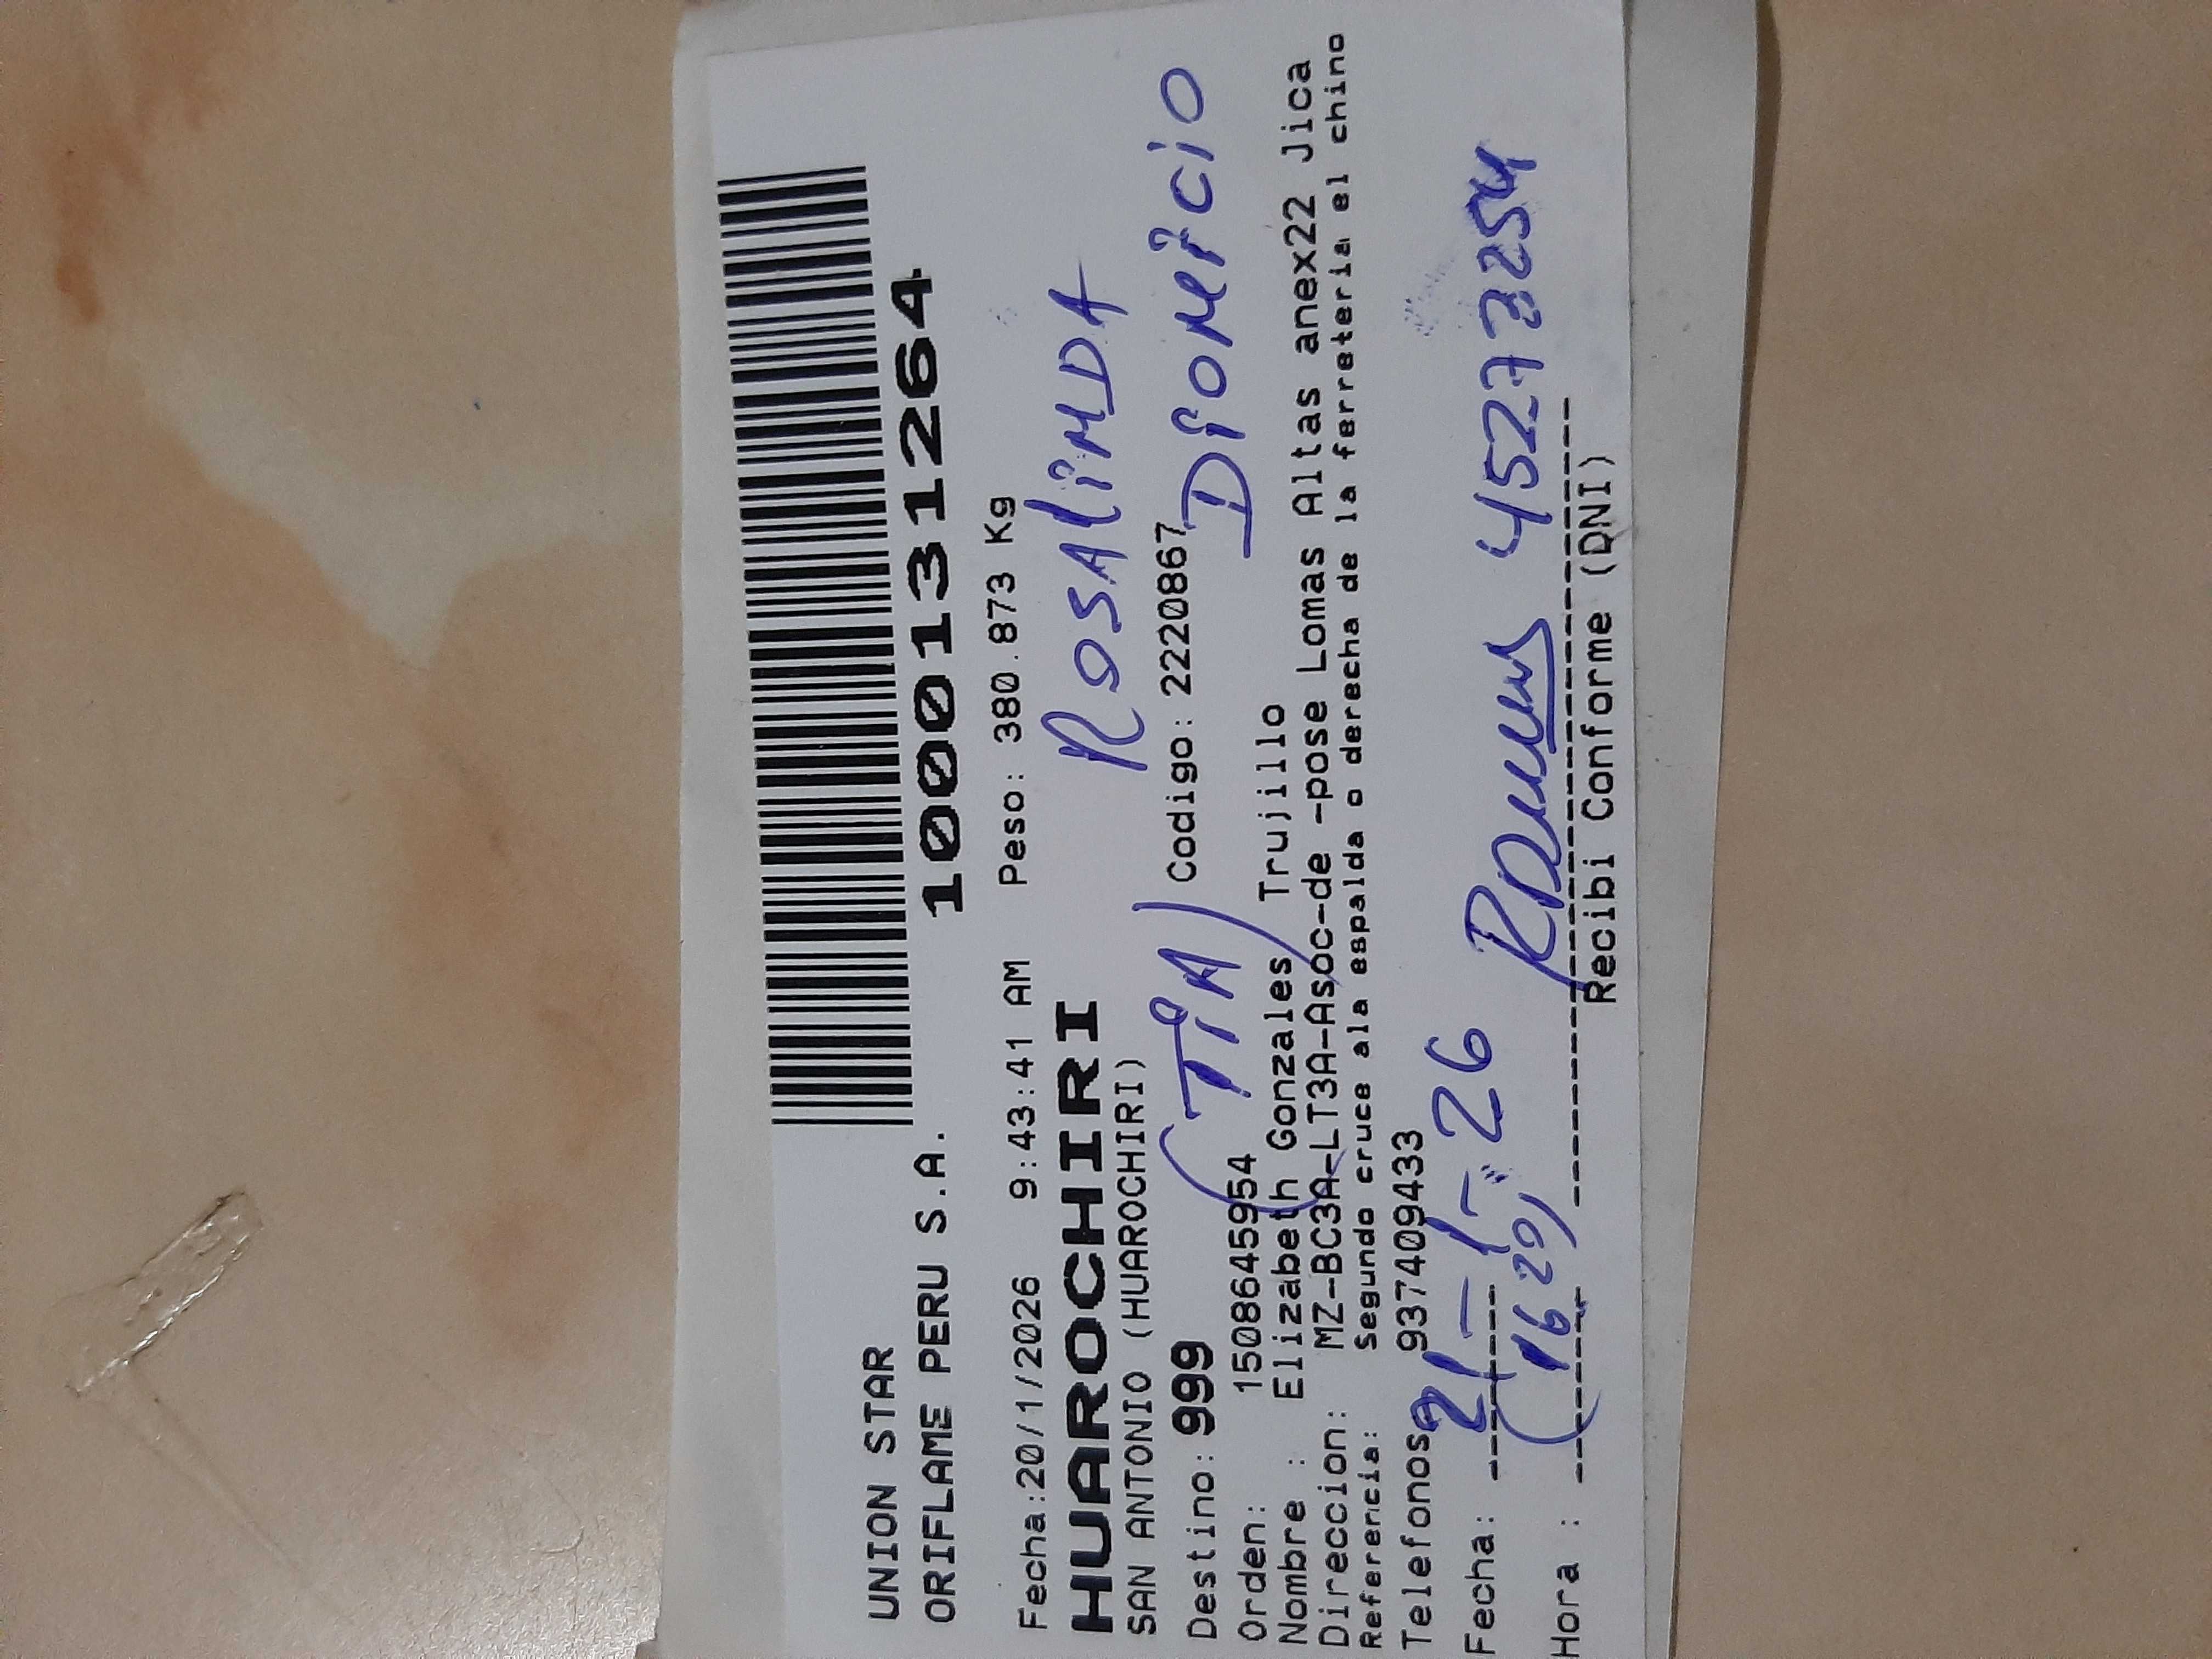 UNION STAR
ORIFLAME PERU S.A.
1000131264
Fecha:20/1/2026 9:43:41 AM Peso: 380.873 Kg
HUAROCHIRI
ROSALINDA
SAN ANTONIO (HUAROCHIRI)
(TIA)
Destino: 999 Codigo: 2220867
DIONICIO
Orden: 1508645954
Nombre : Elizabeth Gonzales Trujillo
Direccion: MZ-BC3A-LT3A-Asoc-de -pose Lomas Altas anex22 Jica
Referencia: Segundo cruce ala espalda o derecha de la ferreteria el chino
Telefonos 937409433
Fecha: 21-1-26
Hora : (16 20)
Recibi Conforme (DNI)